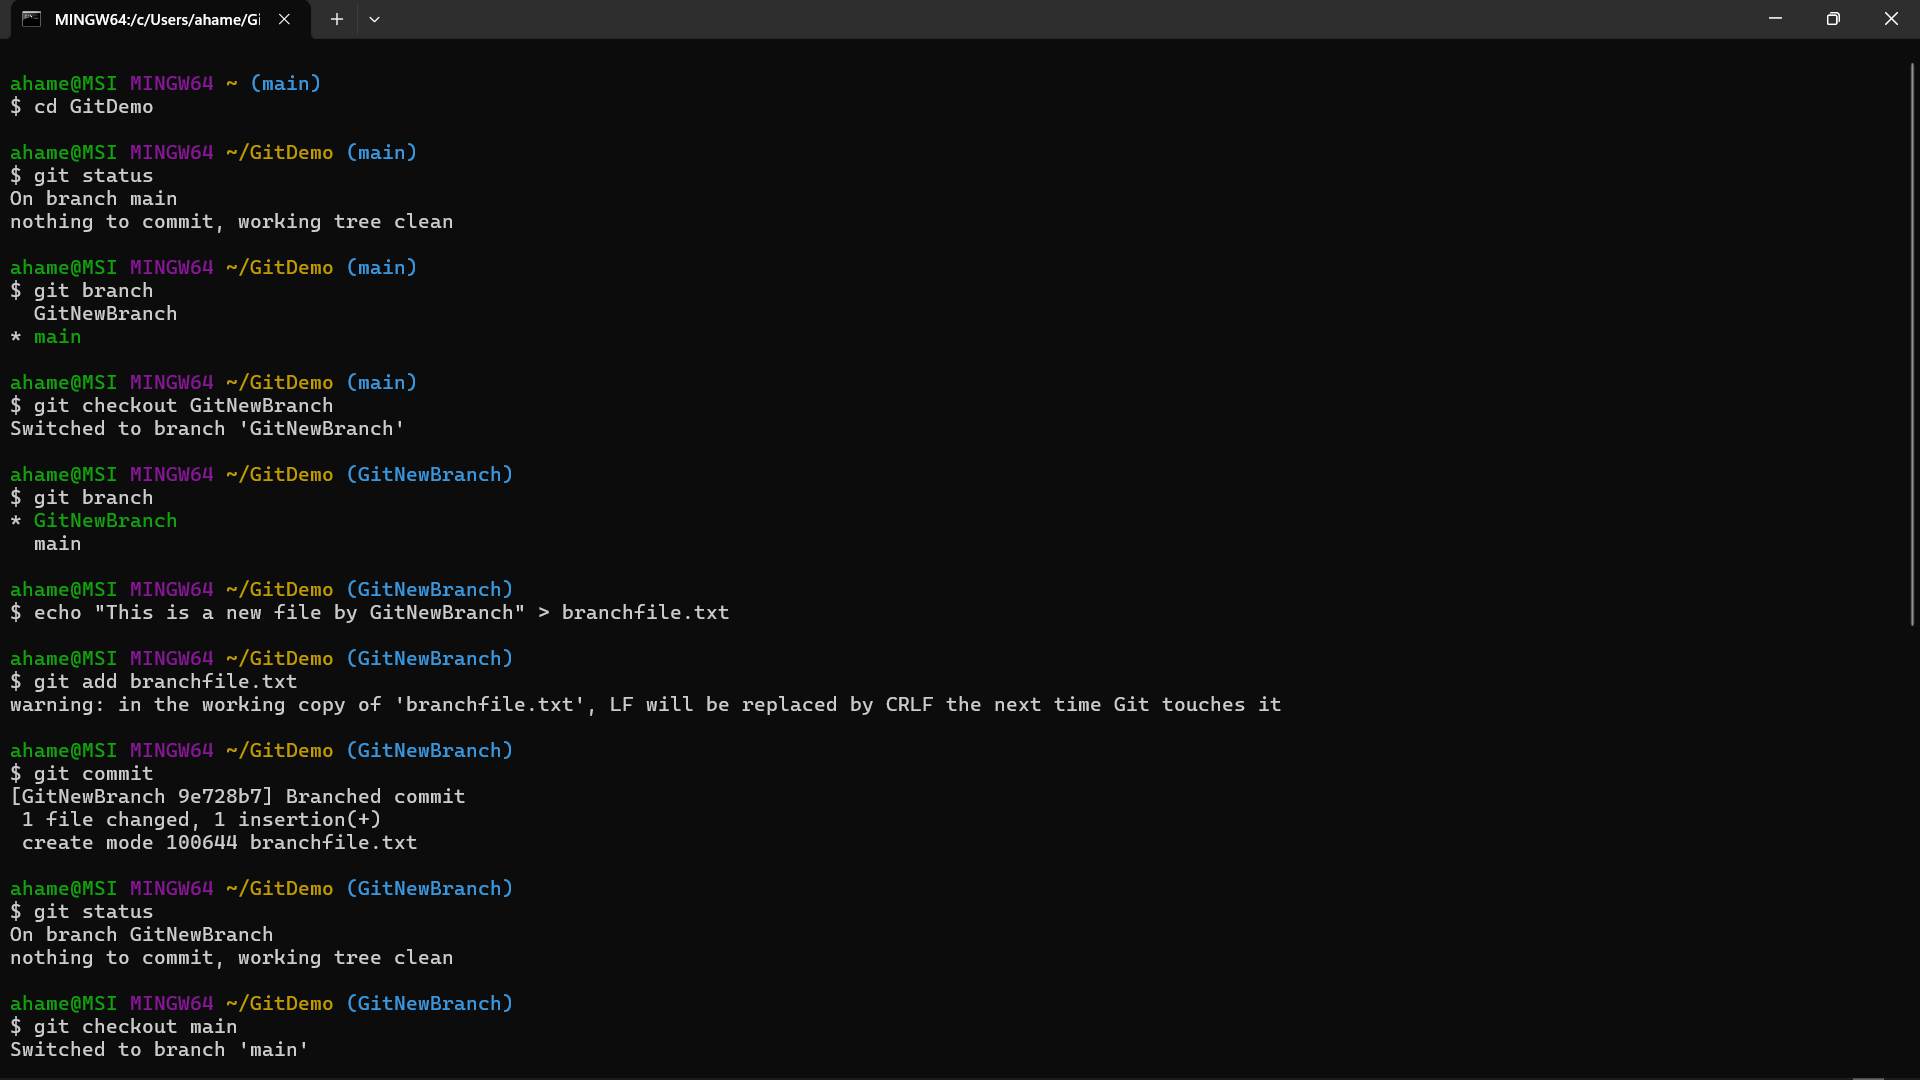 MINGW64:/c/Users/ahame/Gi
ahame@MSI MINGW64 ~ (main)
$ cd GitDemo
ahame@MSI MINGW64 ~/GitDemo (main)
$ git status
On branch main
nothing to commit, working tree clean
ahame@MSI MINGW64 ~/GitDemo (main)
$ git branch
  GitNewBranch
* main
ahame@MSI MINGW64 ~/GitDemo (main)
$ git checkout GitNewBranch
Switched to branch 'GitNewBranch'
ahame@MSI MINGW64 ~/GitDemo (GitNewBranch)
$ git branch
* GitNewBranch
  main
ahame@MSI MINGW64 ~/GitDemo (GitNewBranch)
$ echo "This is a new file by GitNewBranch" > branchfile.txt
ahame@MSI MINGW64 ~/GitDemo (GitNewBranch)
$ git add branchfile.txt
warning: in the working copy of 'branchfile.txt', LF will be replaced by CRLF the next time Git touches it
ahame@MSI MINGW64 ~/GitDemo (GitNewBranch)
$ git commit
[GitNewBranch 9e728b7] Branched commit
 1 file changed, 1 insertion(+)
 create mode 100644 branchfile.txt
ahame@MSI MINGW64 ~/GitDemo (GitNewBranch)
$ git status
On branch GitNewBranch
nothing to commit, working tree clean
ahame@MSI MINGW64 ~/GitDemo (GitNewBranch)
$ git checkout main
Switched to branch 'main'